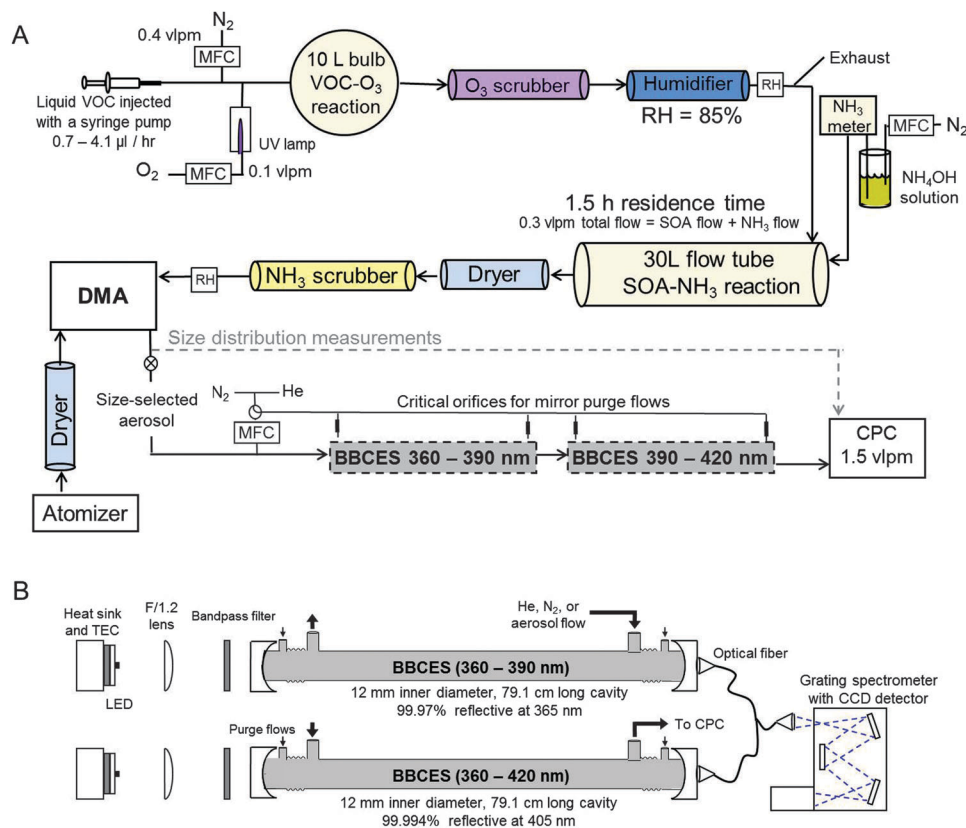 A
N₂
0.4 vlpm
MFC
Liquid VOC injected
with a syringe pump
0.7 – 4.1 µl / hr
UV lamp
O₂
MFC
0.1 vlpm
10 L bulb
VOC-O₃
reaction
O₃ scrubber
Humidifier
RH = 85%
RH
Exhaust
NH₃
meter
MFC
N₂
NH₄OH
solution
1.5 h residence time
0.3 vlpm total flow = SOA flow + NH₃ flow
30L flow tube
SOA-NH₃ reaction
Dryer
NH₃ scrubber
RH
DMA
Size distribution measurements
Size-selected
aerosol
Dryer
Atomizer
N₂
He
MFC
Critical orifices for mirror purge flows
BBCES 360 – 390 nm
BBCES 390 – 420 nm
CPC
1.5 vlpm
B
Heat sink
and TEC
LED
F/1.2
lens
Bandpass filter
He, N₂, or
aerosol flow
Optical fiber
BBCES (360 – 390 nm)
12 mm inner diameter, 79.1 cm long cavity
99.97% reflective at 365 nm
Grating spectrometer
with CCD detector
Purge flows
To CPC
BBCES (360 – 420 nm)
12 mm inner diameter, 79.1 cm long cavity
99.994% reflective at 405 nm